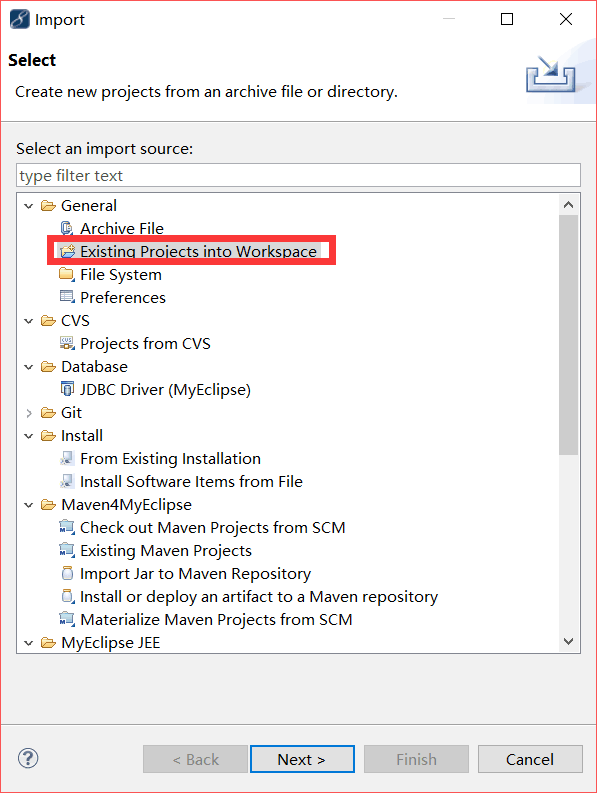 Import
Select
Create new projects from an archive file or directory.
Select an import source:
type filter text
General
Archive File
Existing Projects into Workspace
File System
Preferences
CVS
Projects from CVS
Database
JDBC Driver (MyEclipse)
Git
Install
From Existing Installation
Install Software Items from File
Maven4MyEclipse
Check out Maven Projects from SCM
Existing Maven Projects
Import Jar to Maven Repository
Install or deploy an artifact to a Maven repository
Materialize Maven Projects from SCM
MyEclipse JEE
< Back Next > Finish Cancel